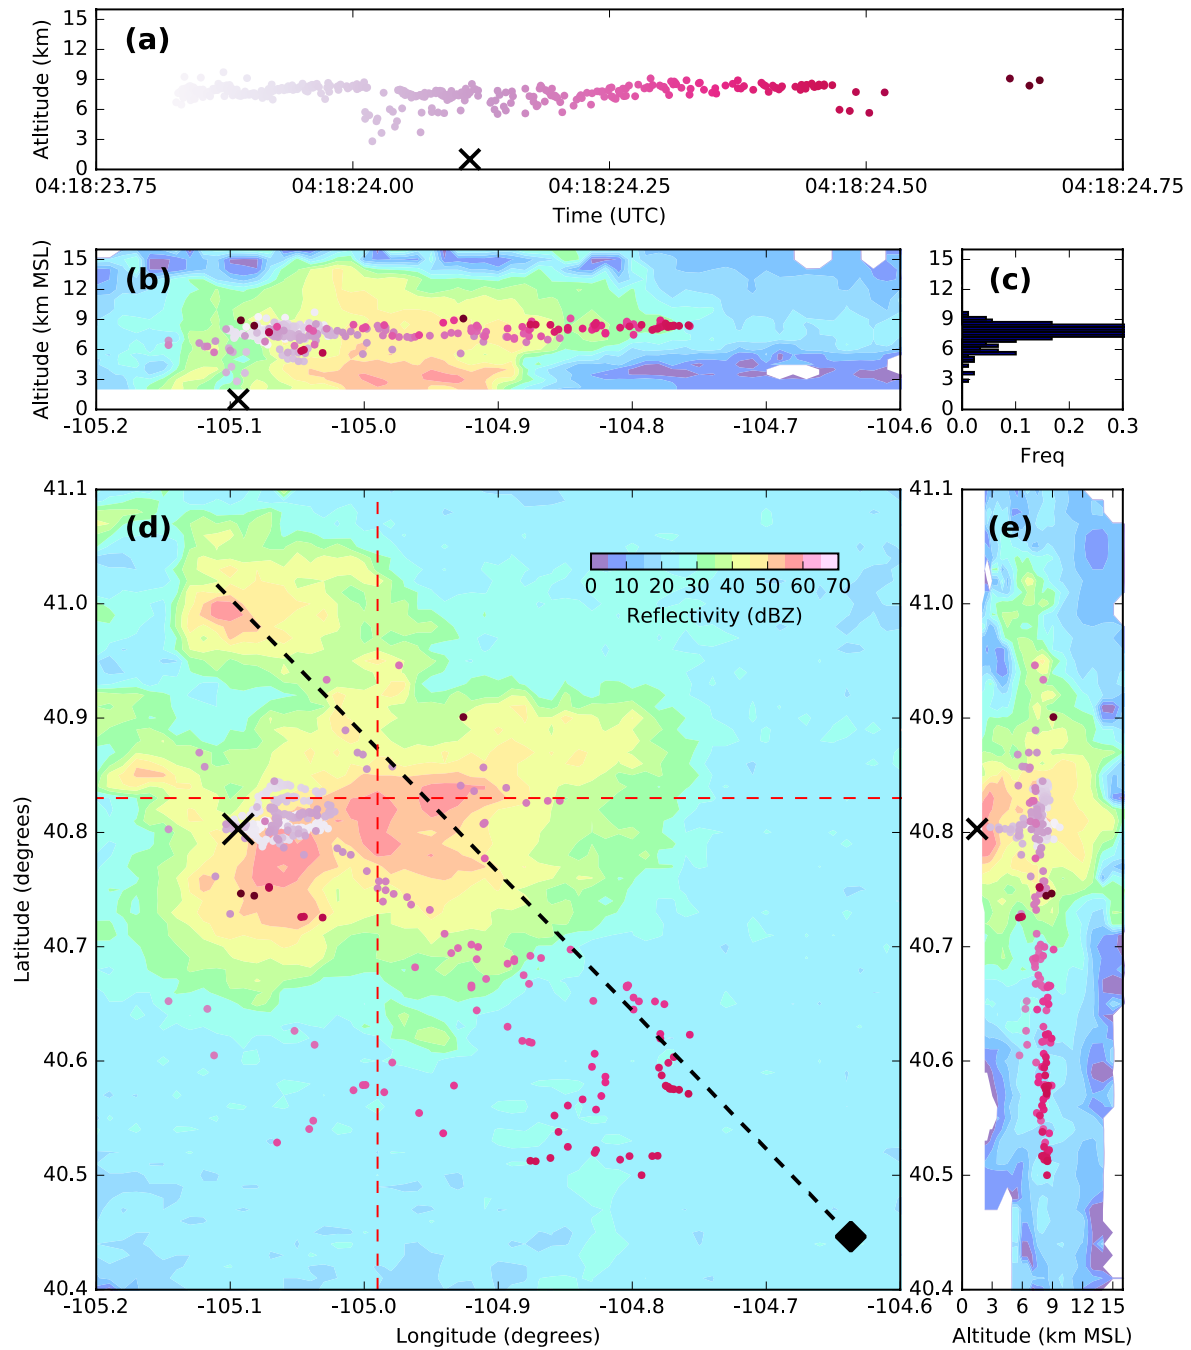 (a)
Atltitude (km)
15
12
9
6
3
0
04:18:23.75 04:18:24.00 04:18:24.25 04:18:24.50 04:18:24.75
Time (UTC)
(b)
Altitude (km MSL)
15
12
9
6
3
0
-105.2 -105.1 -105.0 -104.9 -104.8 -104.7 -104.6
(c)
15
12
9
6
3
0
0.0 0.1 0.2 0.3
Freq
(d)
Latitude (degrees)
41.1
41.0
40.9
40.8
40.7
40.6
40.5
40.4
0 10 20 30 40 50 60 70
Reflectivity (dBZ)
-105.2 -105.1 -105.0 -104.9 -104.8 -104.7 -104.6
Longitude (degrees)
(e)
41.1
41.0
40.9
40.8
40.7
40.6
40.5
40.4
0 3 6 9 12 15
Altitude (km MSL)